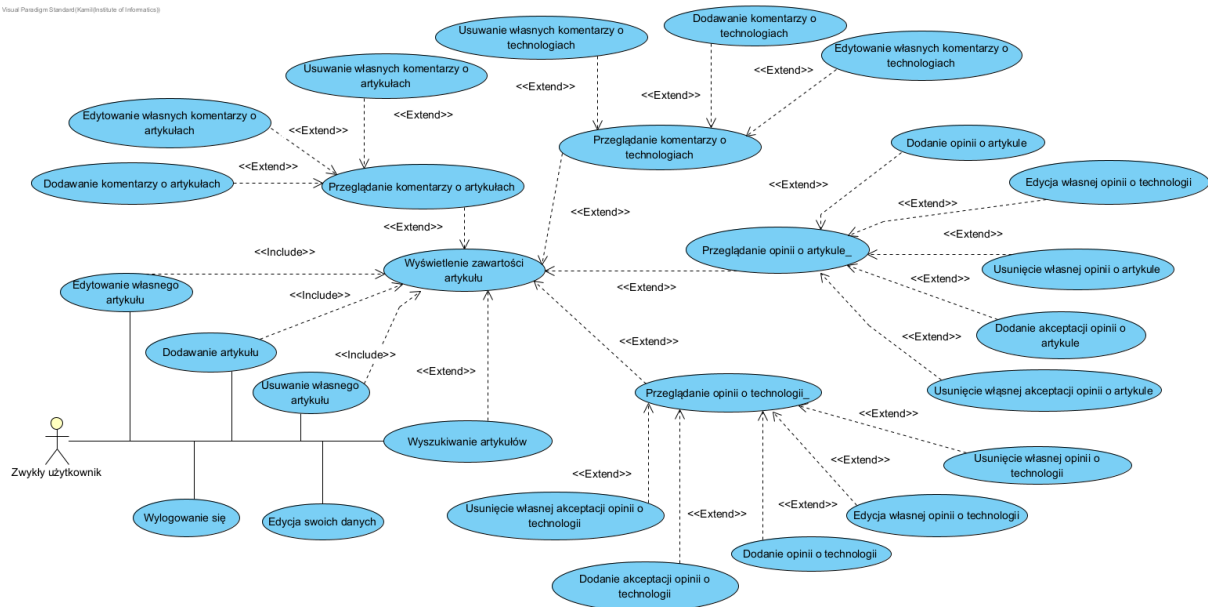 Visual Paradigm Standard(Kamil(Institute of Informatics))
Usuwanie własnych komentarzy o
technologiach
Dodawanie komentarzy o
technologiach
Edytowanie własnych komentarzy o
technologiach
Usuwanie własnych komentarzy o
artykułach
<<Extend>>
<<Extend>>
<<Extend>>
Edytowanie własnych komentarzy o
artykułach
<<Extend>>
<<Extend>>
Przeglądanie komentarzy o
technologiach
Dodanie opinii o artykule
<<Extend>>
Dodawanie komentarzy o artykułach
Przeglądanie komentarzy o artykułach
Edycja własnej opinii o technologii
<<Extend>>
<<Extend>>
<<Extend>>
<<Extend>>
<<Include>>
<<Extend>>
Przeglądanie opinii o artykule_
<<Extend>>
Wyświetlenie zawartości
artykułu
Usunięcie własnej opinii o artykule
Edytowanie własnego
artykułu
<<Include>>
<<Extend>>
<<Extend>>
Dodanie akceptacji opinii o
artykule
Dodawanie artykułu
<<Include>>
<<Extend>>
<<Extend>>
<<Extend>>
Usuwanie własnego
artykułu
Przeglądanie opinii o technologii_
Usunięcie włąsnej akceptacji opinii o artykule
<<Extend>>
Wyszukiwanie artykułów
Zwykły użytkownik
<<Extend>>
<<Extend>>
<<Extend>>
Usunięcie własnej opinii o
technologii
Usunięcie własnej akceptacji opinii o
technologii
<<Extend>>
<<Extend>>
Edycja własnej opinii o technologii
Wylogowanie się
Edycja swoich danych
Dodanie opinii o technologii
Dodanie akceptacji opinii o
technologii